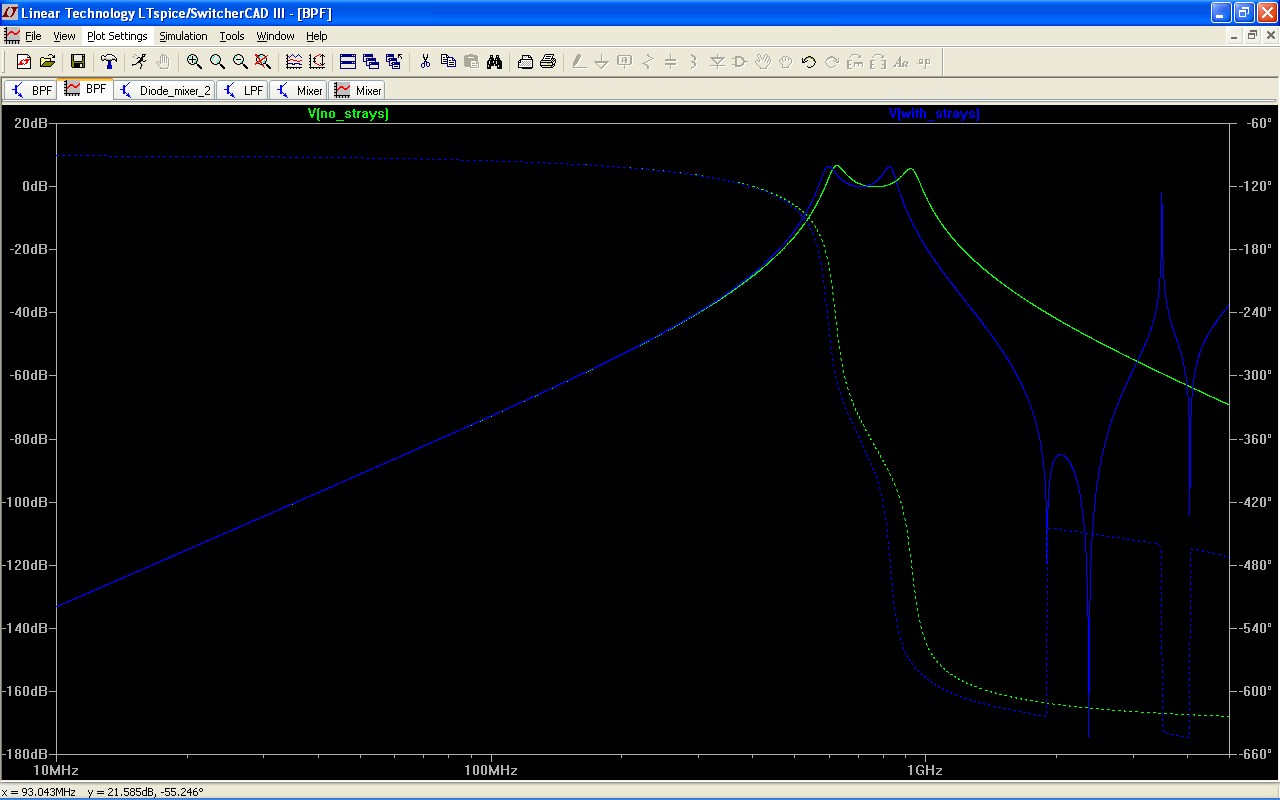 Linear Technology LTspice/SwitcherCAD III - [BPF]
File View Plot Settings Simulation Tools Window Help
BPF BPF Diode_mixer_2 LPF Mixer Mixer
V(no_strays) V(with_strays)
20dB -60°
0dB -120°
-20dB -180°
-40dB -240°
-60dB -300°
-80dB -360°
-100dB -420°
-120dB -480°
-140dB -540°
-160dB -600°
-180dB -660°
10MHz 100MHz 1GHz
x = 93.043MHz y = 21.585dB, -55.246°